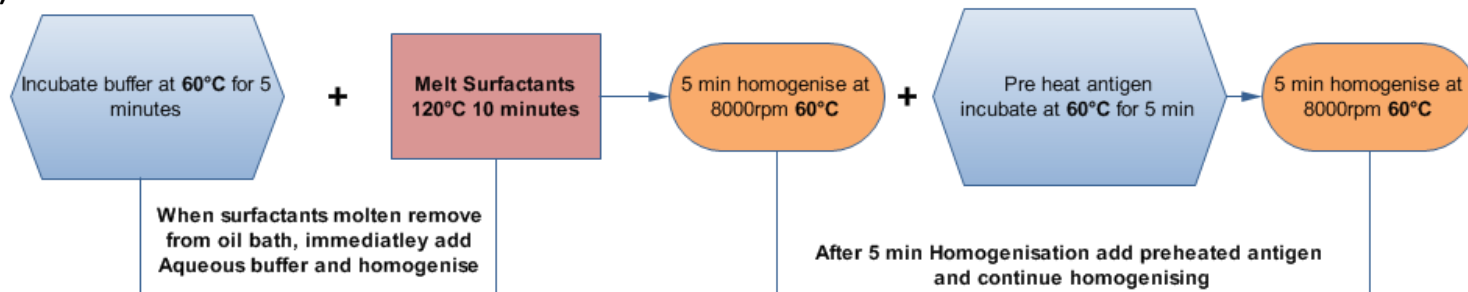 )
Incubate buffer at 60°C for 5
minutes
+
Melt Surfactants
120°C 10 minutes
5 min homogenise at
8000rpm 60°C
+
Pre heat antigen
incubate at 60°C for 5 min
5 min homogenise at
8000rpm 60°C
When surfactants molten remove
from oil bath, immediatley add
Aqueous buffer and homogenise
After 5 min Homogenisation add preheated antigen
and continue homogenising